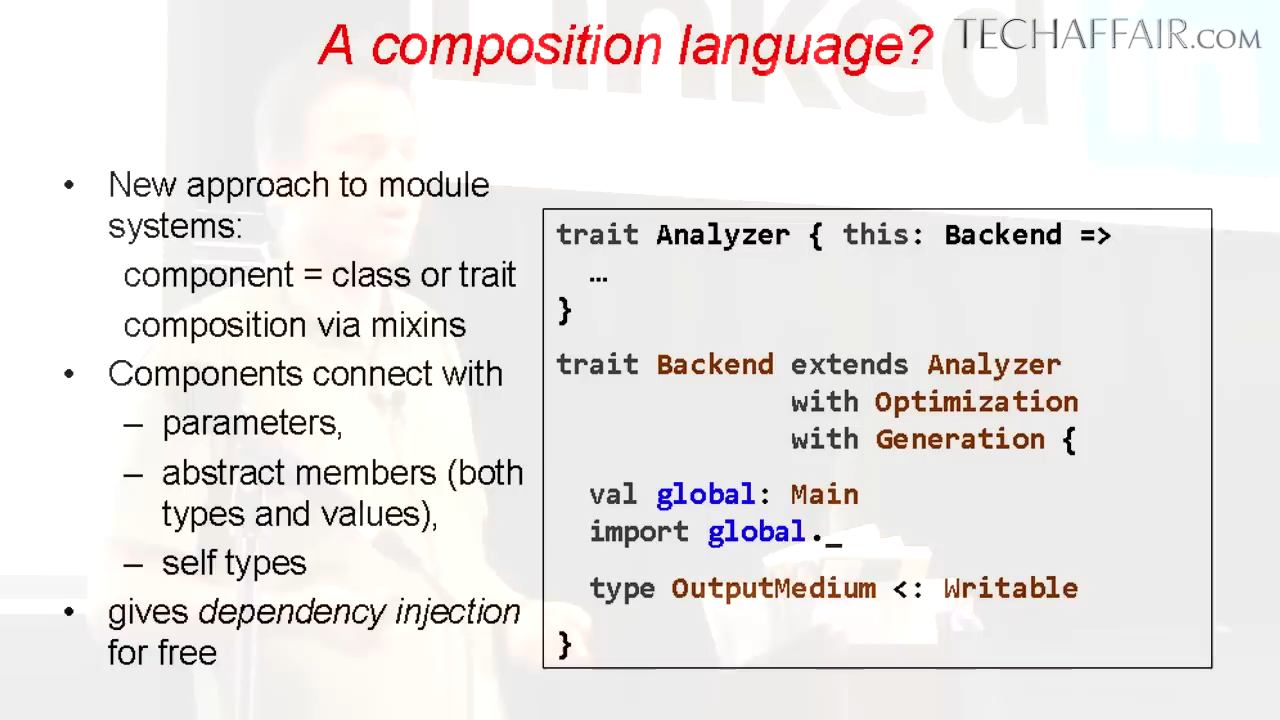 A composition language?
TECHAFFAIR.COM
Linked in
• New approach to module
systems:
component = class or trait
composition via mixins
• Components connect with
– parameters,
– abstract members (both
types and values),
– self types
• gives dependency injection
for free
trait Analyzer { this: Backend =>
…
}
trait Backend extends Analyzer
with Optimization
with Generation {
val global: Main
import global._
type OutputMedium <: Writable
}